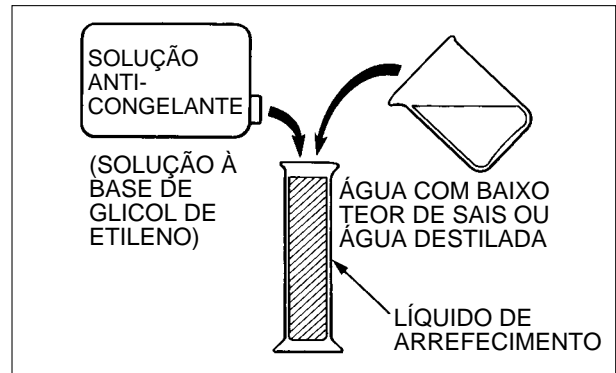 SOLUÇÃO
ANTI-
CONGELANTE
(SOLUÇÃO À
BASE DE
GLICOL DE
ETILENO)
ÁGUA COM BAIXO
TEOR DE SAIS OU
ÁGUA DESTILADA
LÍQUIDO DE
ARREFECIMENTO